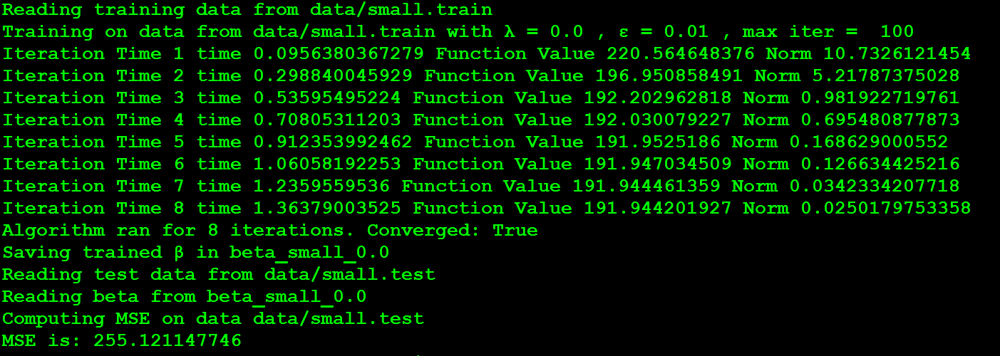 Reading training data from data/small.train
Training on data from data/small.train with λ = 0.0 , ε = 0.01 , max iter =  100
Iteration Time 1 time 0.0956380367279 Function Value 220.564648376 Norm 10.7326121454
Iteration Time 2 time 0.298840045929 Function Value 196.950858491 Norm 5.21787375028
Iteration Time 3 time 0.53595495224 Function Value 192.202962818 Norm 0.981922719761
Iteration Time 4 time 0.70805311203 Function Value 192.030079227 Norm 0.695480877873
Iteration Time 5 time 0.912353992462 Function Value 191.9525186 Norm 0.168629000552
Iteration Time 6 time 1.06058192253 Function Value 191.947034509 Norm 0.126634425216
Iteration Time 7 time 1.2359559536 Function Value 191.944461359 Norm 0.0342334207718
Iteration Time 8 time 1.36379003525 Function Value 191.944201927 Norm 0.0250179753358
Algorithm ran for 8 iterations. Converged: True
Saving trained β in beta_small_0.0
Reading test data from data/small.test
Reading beta from beta_small_0.0
Computing MSE on data data/small.test
MSE is: 255.121147746